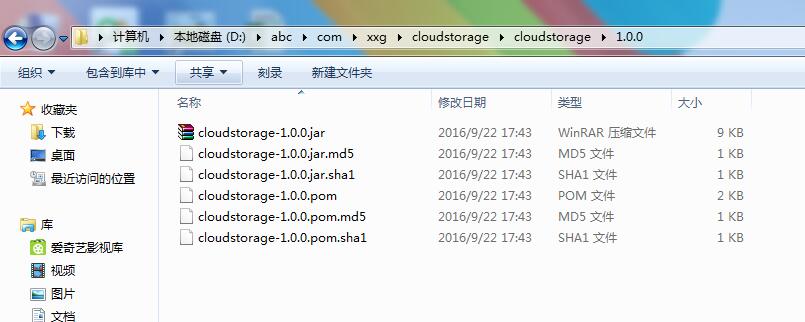 计算机 本地磁盘 (D:) abc com xxg cloudstorage cloudstorage 1.0.0
组织 包含到库中 共享 刻录 新建文件夹
名称 修改日期 类型 大小
收藏夹
下载
桌面
最近访问的位置
库
爱奇艺影视库
视频
图片
文档
cloudstorage-1.0.0.jar 2016/9/22 17:43 WinRAR 压缩文件 9 KB
cloudstorage-1.0.0.jar.md5 2016/9/22 17:43 MD5 文件 1 KB
cloudstorage-1.0.0.jar.sha1 2016/9/22 17:43 SHA1 文件 1 KB
cloudstorage-1.0.0.pom 2016/9/22 17:43 POM 文件 2 KB
cloudstorage-1.0.0.pom.md5 2016/9/22 17:43 MD5 文件 1 KB
cloudstorage-1.0.0.pom.sha1 2016/9/22 17:43 SHA1 文件 1 KB